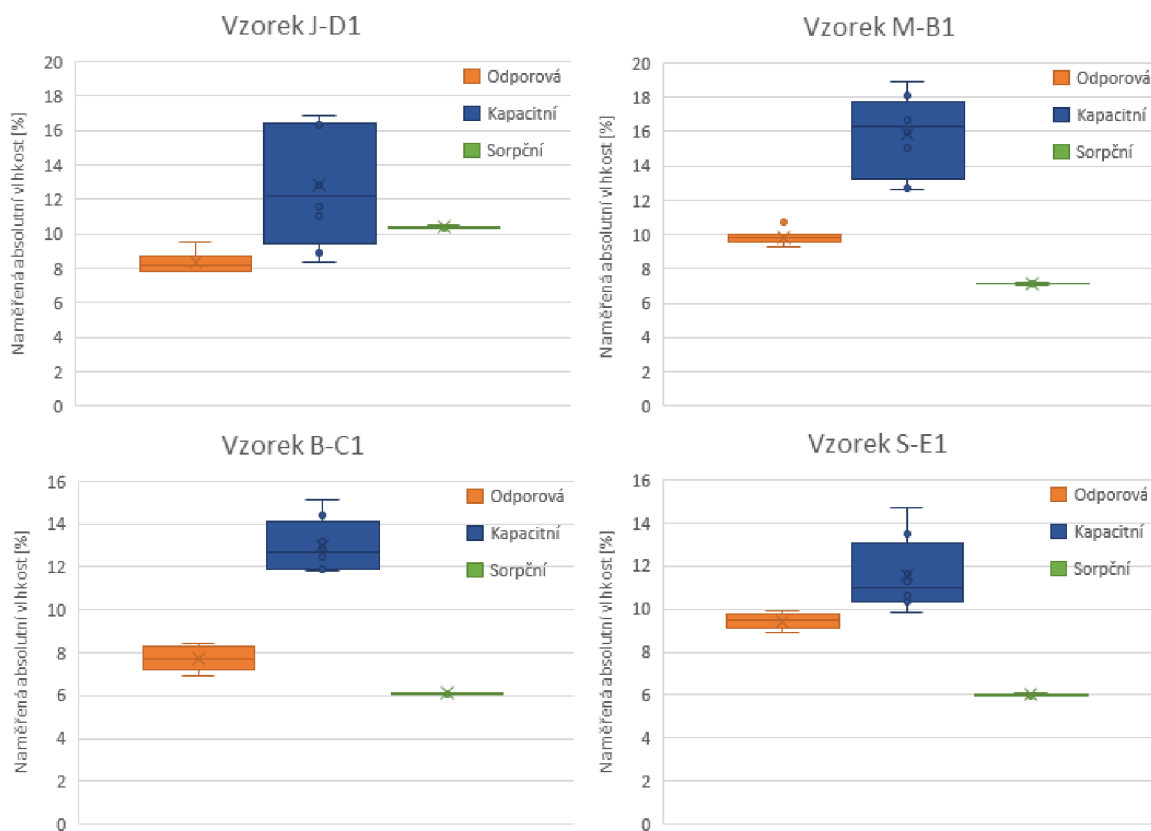 Vzorek J-D1
Naměřená absolutní vlhkost [%]
20
18
16
14
12
10
8
6
4
2
0
Odporová
Kapacitní
Sorpční
Vzorek M-B1
Naměřená absolutní vlhkost [%]
20
18
16
14
12
10
8
6
4
2
0
Odporová
Kapacitní
Sorpční
Vzorek B-C1
Naměřená absolutní vlhkost [%]
16
14
12
10
8
6
4
2
0
Odporová
Kapacitní
Sorpční
Vzorek S-E1
Naměřená absolutní vlhkost [%]
16
14
12
10
8
6
4
2
0
Odporová
Kapacitní
Sorpční